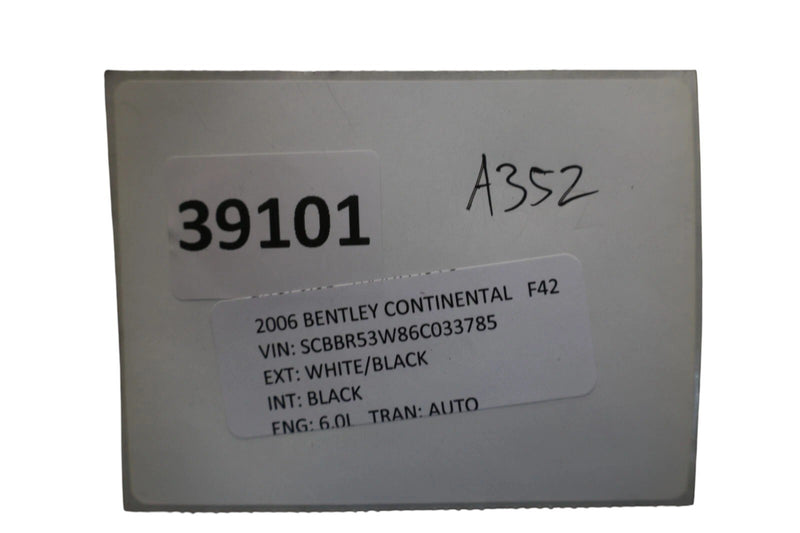 A352
39101
2006 BENTLEY CONTINENTAL F42
VIN: SCBBR53W86C033785
EXT: WHITE/BLACK
INT: BLACK
ENG: 6.0L TRAN: AUTO